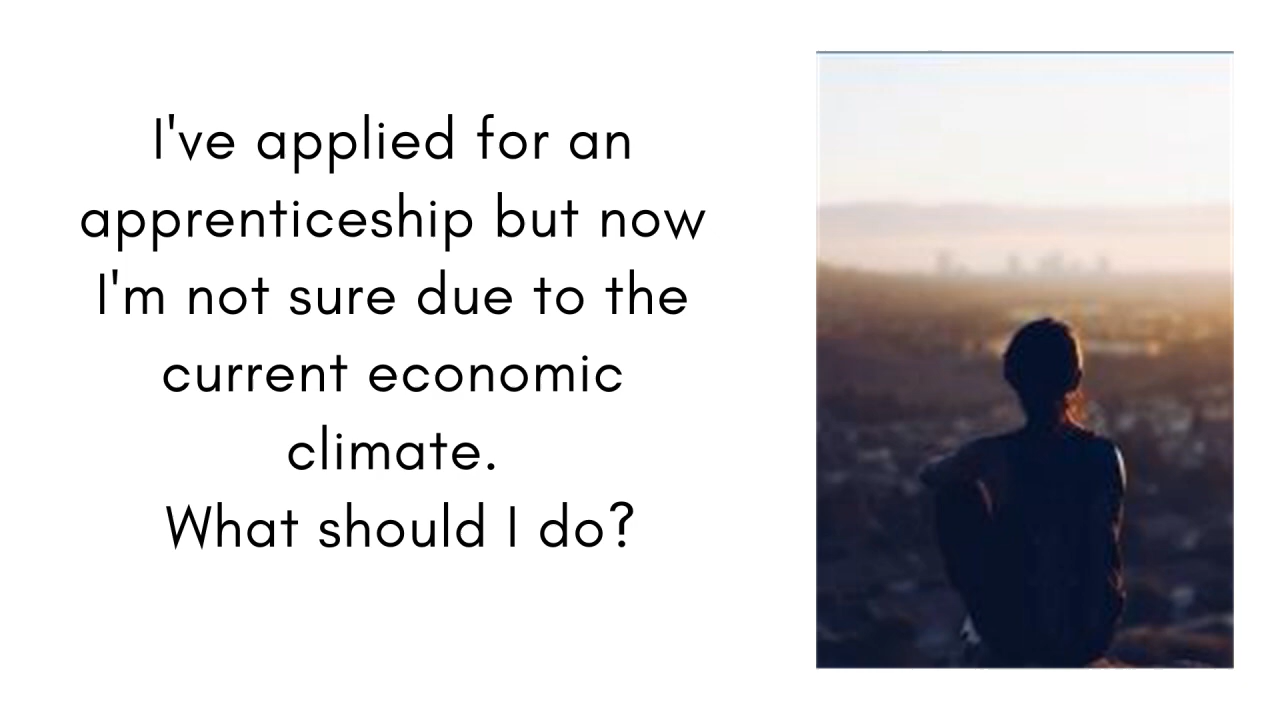 I've applied for an
apprenticeship but now
I'm not sure due to the
current economic
climate.
What should I do?